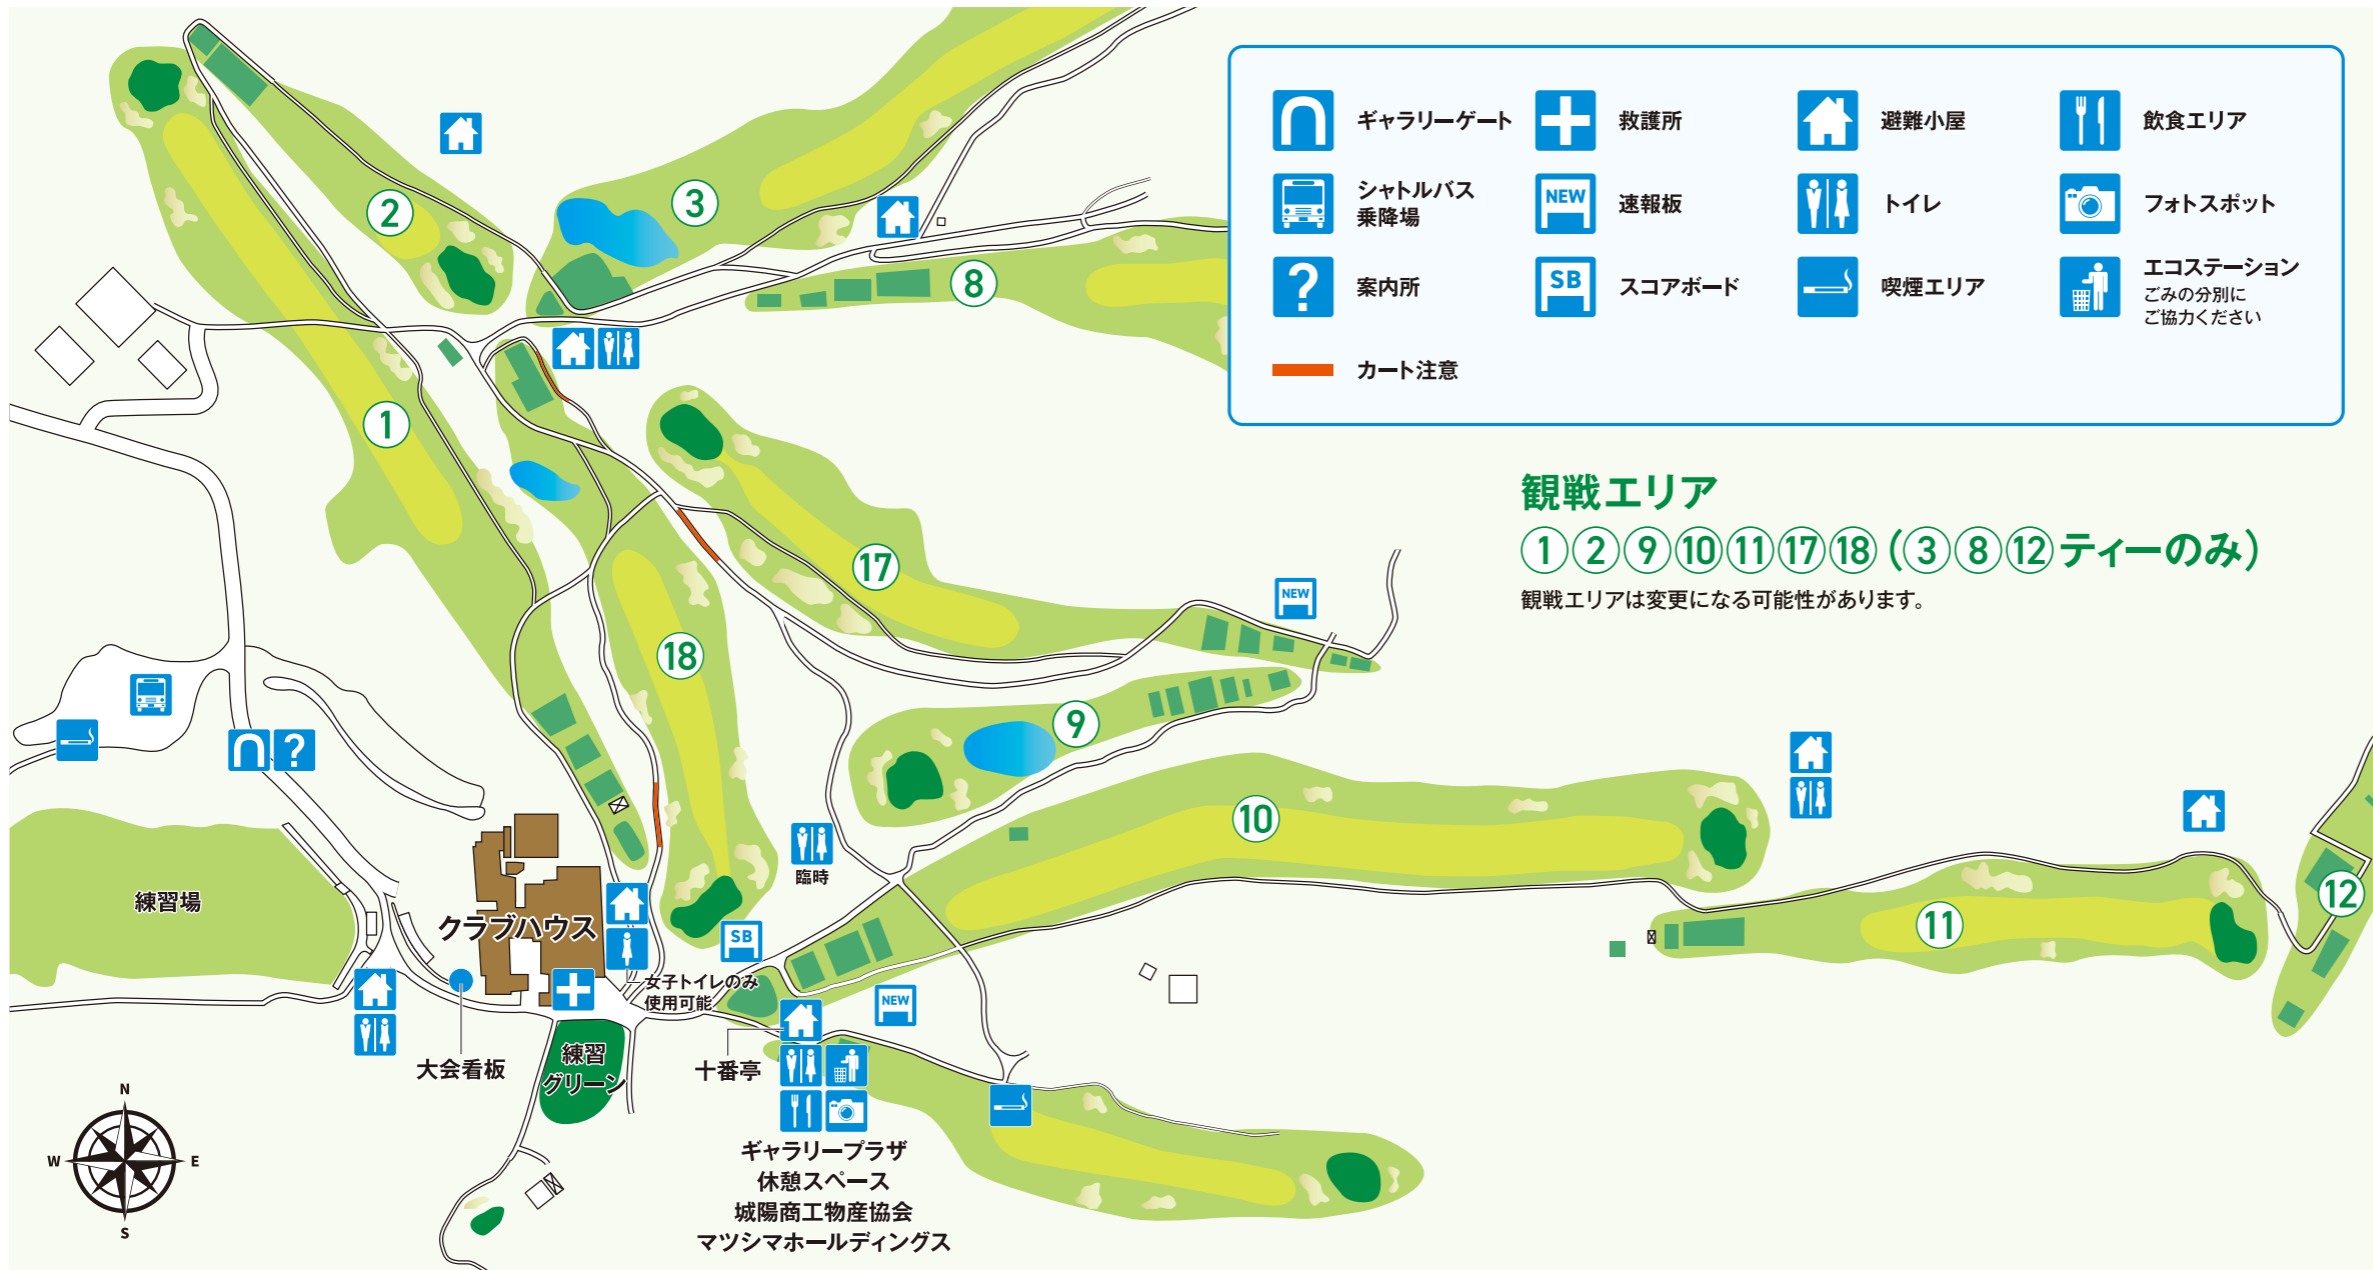 ギャラリーゲート
救護所
避難小屋
飲食エリア
シャトルバス
乗降場
NEW
速報板
トイレ
フォトスポット
?
案内所
SB
スコアボード
喫煙エリア
エコステーション
ごみの分別に
ご協力ください
カート注意
観戦エリア
①②⑨⑩⑪⑰⑱(③⑧⑫ティーのみ)
観戦エリアは変更になる可能性があります。
2
3
8
1
17
NEW
18
9
?
10
臨時
12
11
練習場
クラブハウス
SB
女子トイレのみ
使用可能
NEW
大会看板
練習
グリーン
十番亭
ギャラリープラザ
休憩スペース
城陽商工物産協会
マツシマホールディングス
N
W
E
S